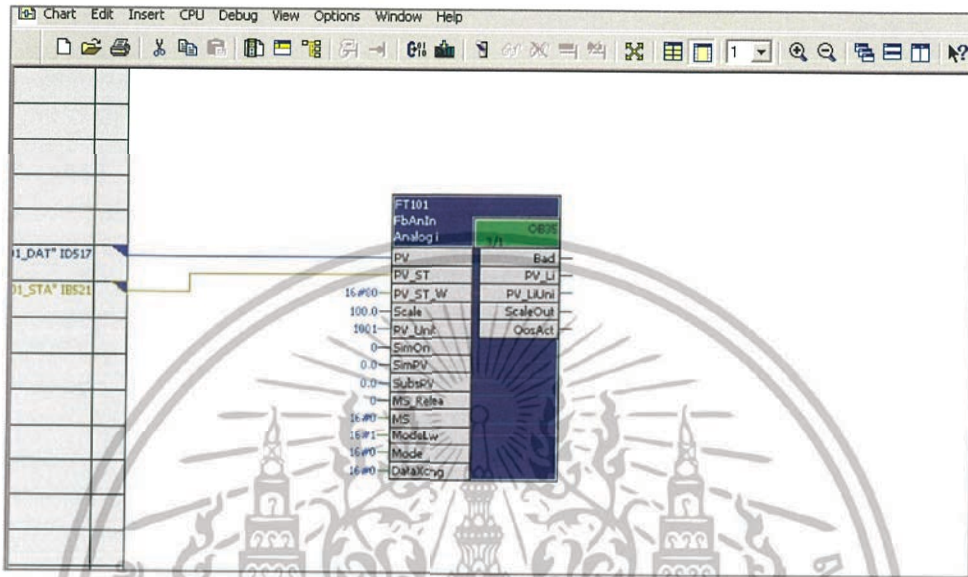 Chart Edit Insert CPU Debug View Options Window Help
1
FT101
FbAnIn
Analog i
OB35
1_DAT" ID517
PV
Bad
PV_ST
PV_Li
01_STA" IB521
16#00
PV_ST_W
PV_LiUni
100.0
Scale
ScaleOut
1001
PV_Unit
OosAct
0
SimOn
0.0
SimPV
0.0
SubsPV
0
MS_Relea
16#0
MS
16#1
ModeLw
16#0
Mode
16#0
DataXchg